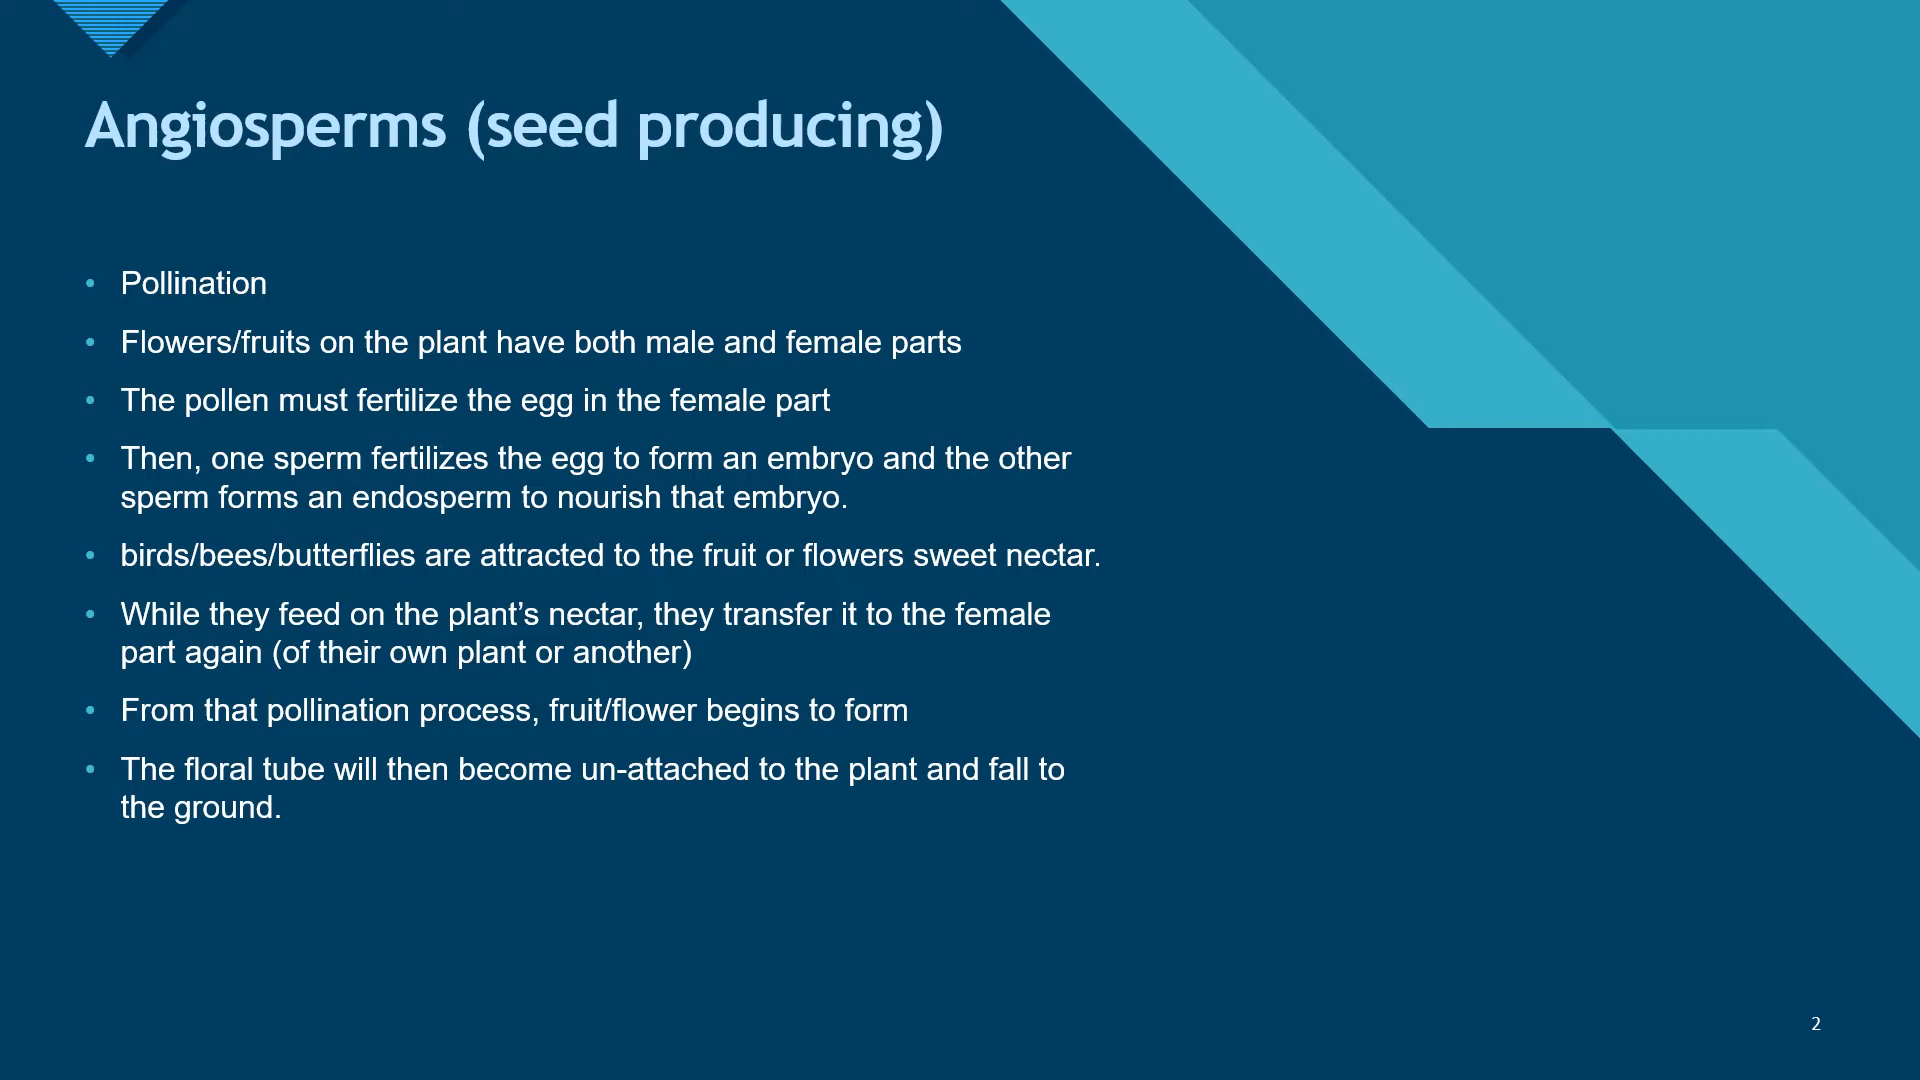 Angiosperms (seed producing)
• Pollination
• Flowers/fruits on the plant have both male and female parts
• The pollen must fertilize the egg in the female part
• Then, one sperm fertilizes the egg to form an embryo and the other
sperm forms an endosperm to nourish that embryo.
• birds/bees/butterflies are attracted to the fruit or flowers sweet nectar.
• While they feed on the plant’s nectar, they transfer it to the female
part again (of their own plant or another)
• From that pollination process, fruit/flower begins to form
• The floral tube will then become un-attached to the plant and fall to
the ground.
2